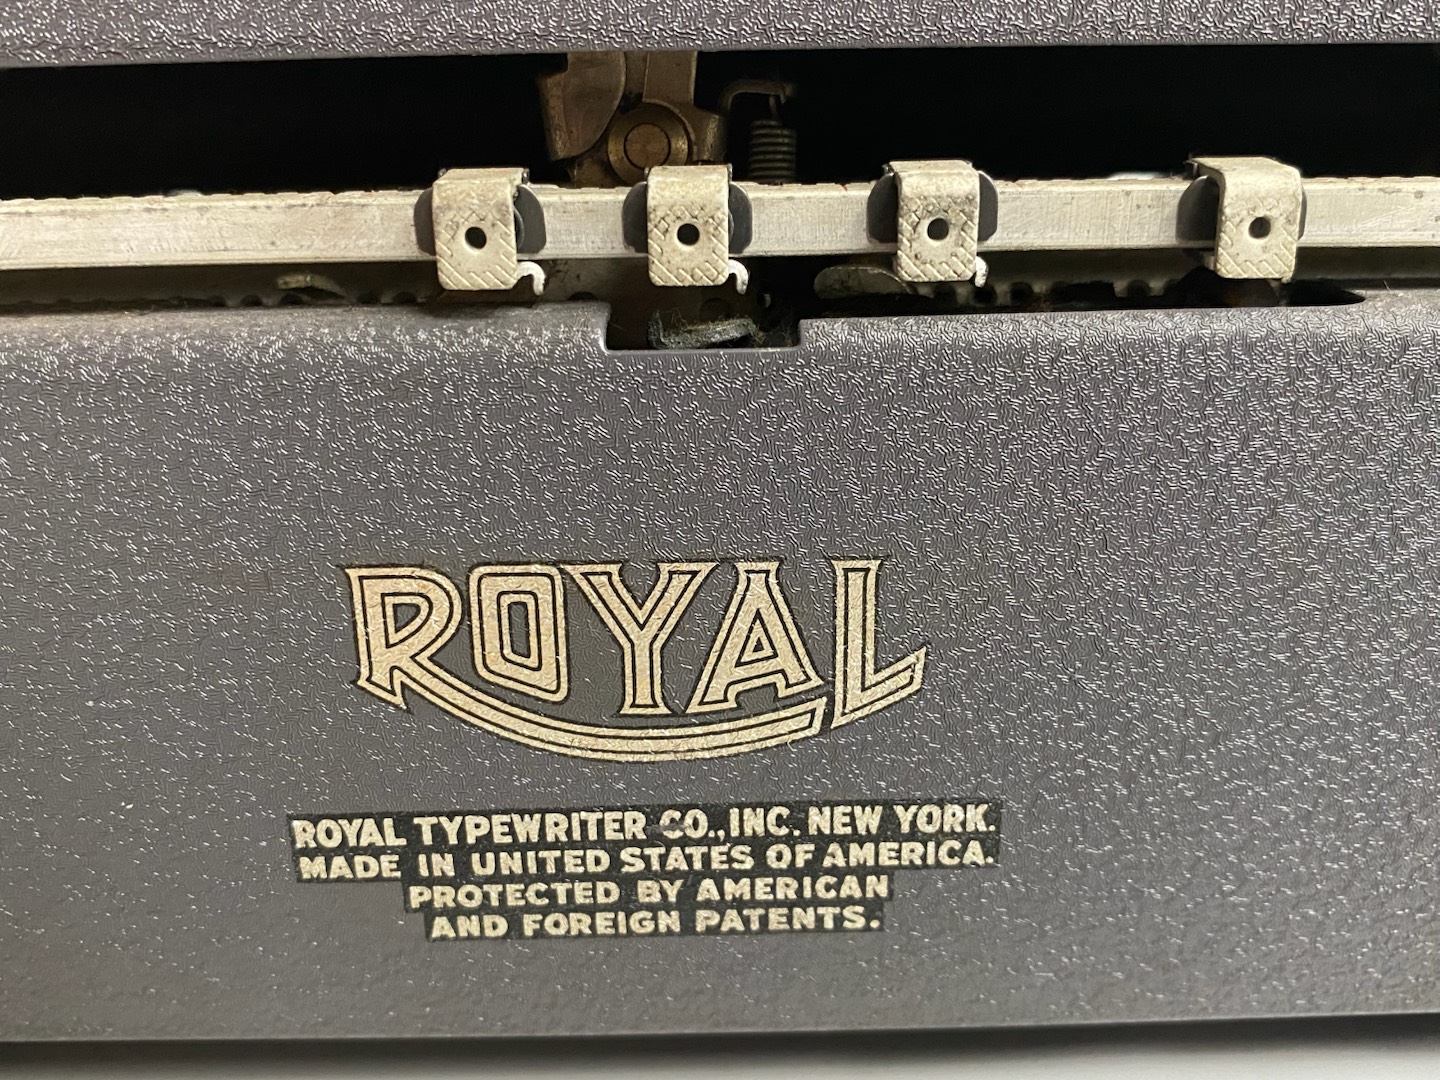 ROYAL
ROYAL TYPEWRITER CO., INC. NEW YORK.
MADE IN UNITED STATES OF AMERICA.
PROTECTED BY AMERICAN
AND FOREIGN PATENTS.